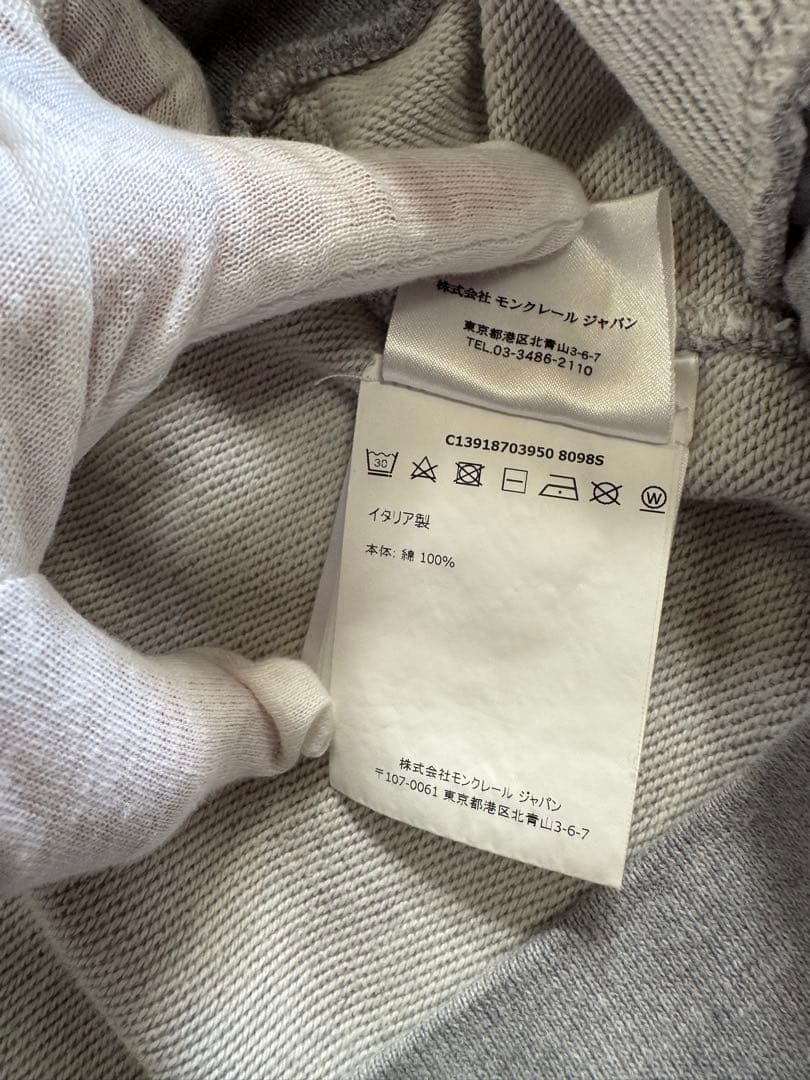 株式会社 モンクレール ジャパン
東京都港区北青山3-6-7
TEL.03-3486-2110
C13918703950 8098S
30
W
イタリア製
本体: 綿 100%
株式会社モンクレール ジャパン
〒107-0061 東京都港区北青山3-6-7